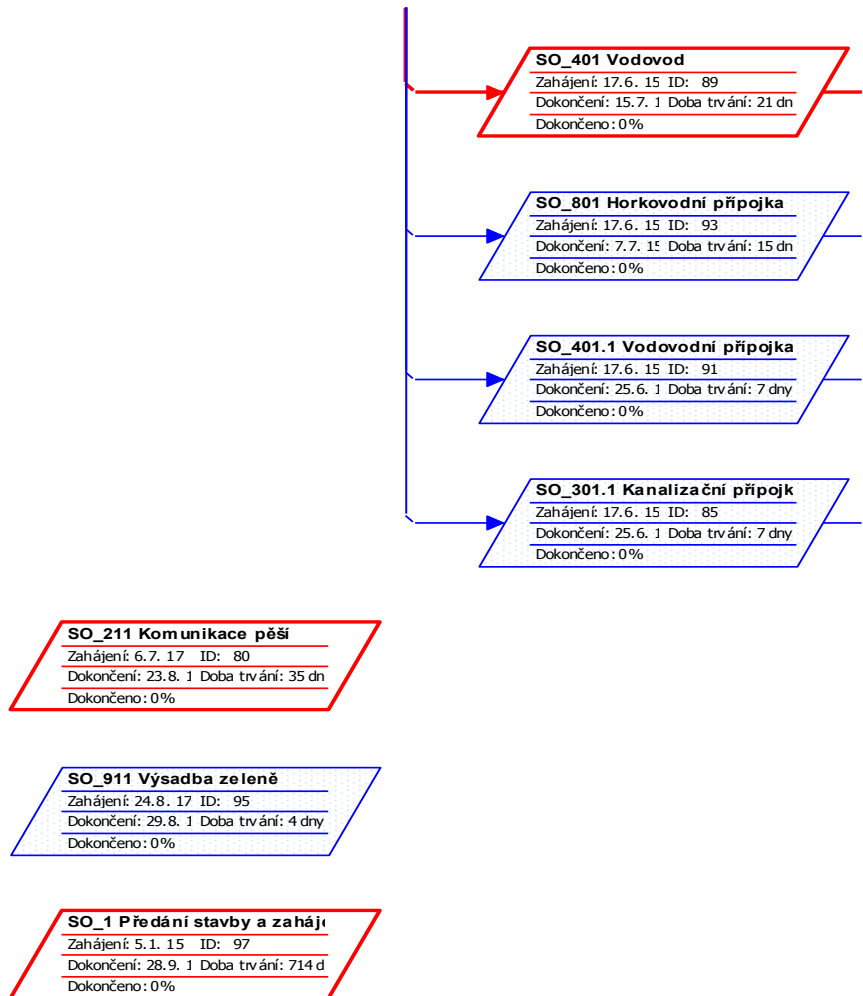 SO_401 Vodovod
Zahájení: 17.6. 15 ID: 89
Dokončení: 15.7. 1 Doba trvání: 21 dn
Dokončeno: 0%
SO_801 Horkovodní přípojka
Zahájení: 17.6. 15 ID: 93
Dokončení: 7.7. 15 Doba trvání: 15 dn
Dokončeno: 0%
SO_401.1 Vodovodní přípojka
Zahájení: 17.6. 15 ID: 91
Dokončení: 25.6. 1 Doba trvání: 7 dny
Dokončeno: 0%
SO_301.1 Kanalizační přípojk
Zahájení: 17.6. 15 ID: 85
Dokončení: 25.6. 1 Doba trvání: 7 dny
Dokončeno: 0%
SO_211 Komunikace pěší
Zahájení: 6.7. 17 ID: 80
Dokončení: 23.8. 1 Doba trvání: 35 dn
Dokončeno: 0%
SO_911 Výsadba zeleně
Zahájení: 24.8. 17 ID: 95
Dokončení: 29.8. 1 Doba trvání: 4 dny
Dokončeno: 0%
SO_1 Předání stavby a zaháj
Zahájení: 5.1. 15 ID: 97
Dokončení: 28.9. 1 Doba trvání: 714 d
Dokončeno: 0%